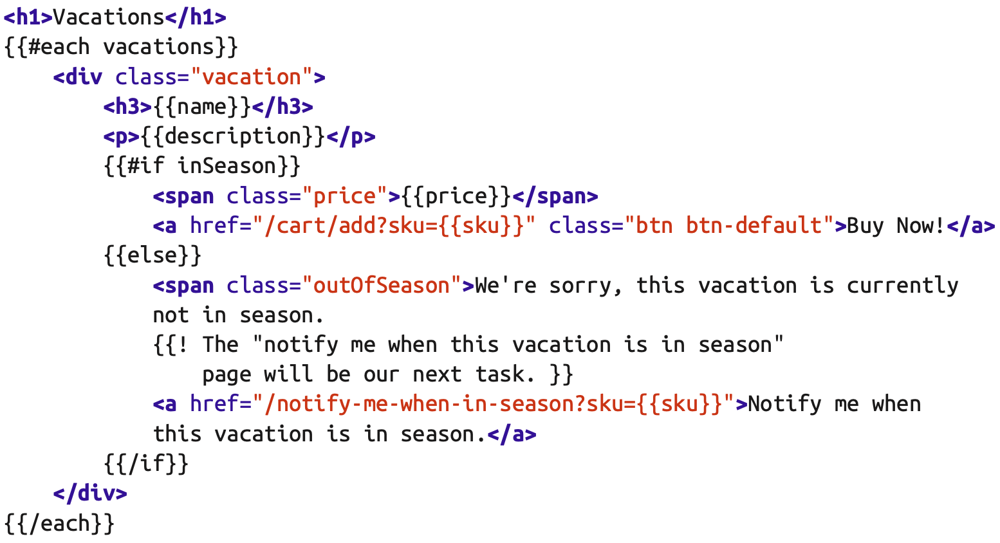 <h1>Vacations</h1>
{{#each vacations}}
    <div class="vacation">
        <h3>{{name}}</h3>
        <p>{{description}}</p>
        {{#if inSeason}}
            <span class="price">{{price}}</span>
            <a href="/cart/add?sku={{sku}}" class="btn btn-default">Buy Now!</a>
        {{else}}
            <span class="outOfSeason">We're sorry, this vacation is currently
            not in season.
            {{! The "notify me when this vacation is in season"
                page will be our next task. }}
            <a href="/notify-me-when-in-season?sku={{sku}}">Notify me when
            this vacation is in season.</a>
        {{/if}}
    </div>
{{/each}}